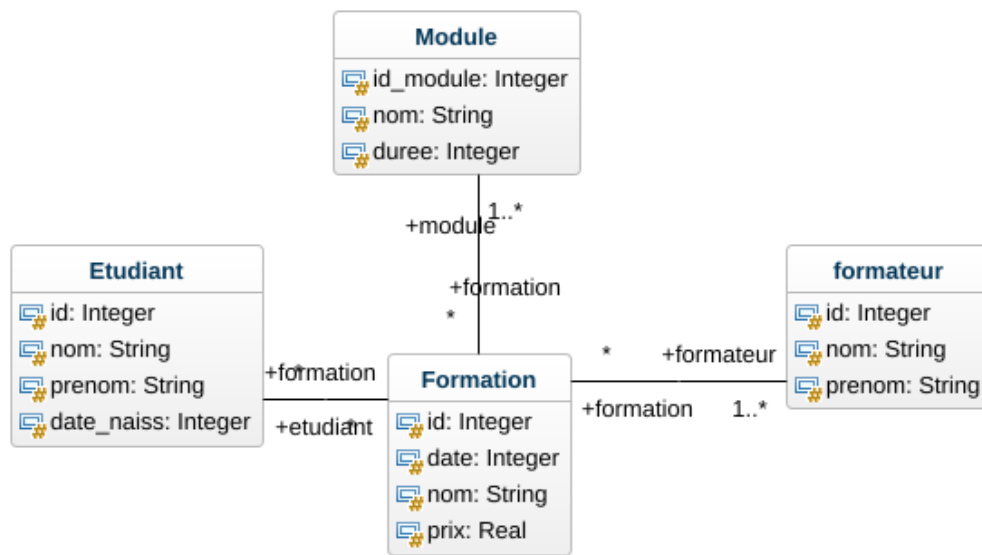 Module
id_module: Integer
nom: String
duree: Integer
1..*
+module
+formation
*
Etudiant
id: Integer
nom: String
prenom: String
date_naiss: Integer
+formation
*
+etudiant
*
Formation
id: Integer
date: Integer
nom: String
prix: Real
*
+formateur
+formation
1..*
formateur
id: Integer
nom: String
prenom: String